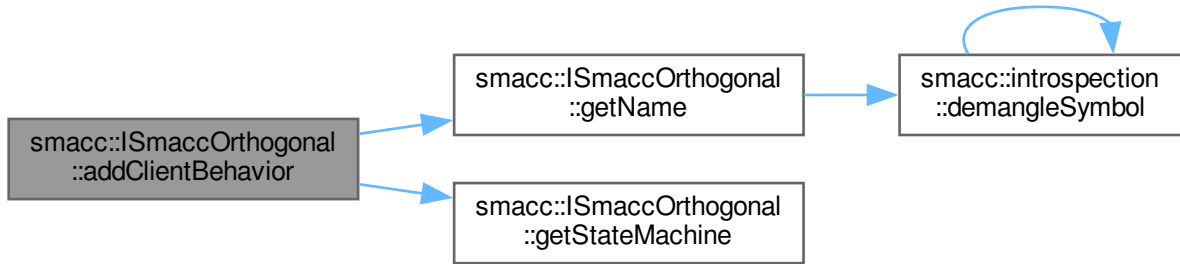 smacc::ISmaccOrthogonal
::addClientBehavior
smacc::ISmaccOrthogonal
::getName
smacc::introspection
::demangleSymbol
smacc::ISmaccOrthogonal
::getStateMachine